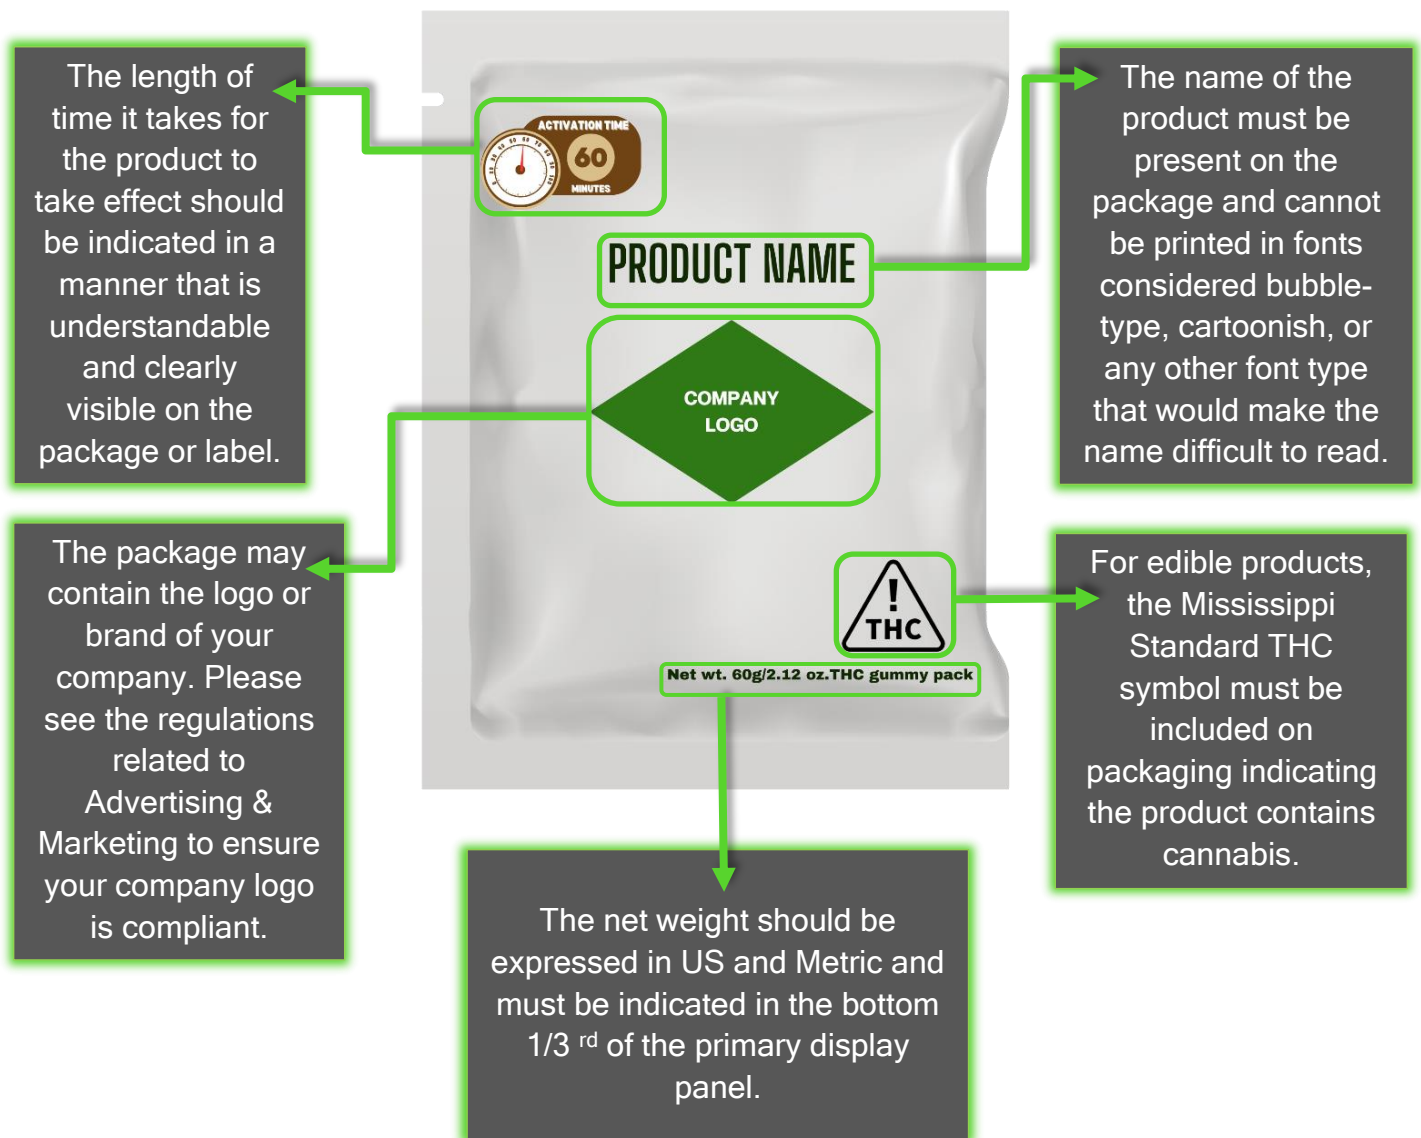 The length of
time it takes for
the product to
take effect should
be indicated in a
manner that is
understandable
and clearly
visible on the
package or label.
ACTIVATION TIME
60
MINUTES
PRODUCT NAME
COMPANY
LOGO
!
THC
Net wt. 60g/2.12 oz.THC gummy pack
The name of the
product must be
present on the
package and cannot
be printed in fonts
considered bubble-
type, cartoonish, or
any other font type
that would make the
name difficult to read.
The package may
contain the logo or
brand of your
company. Please
see the regulations
related to
Advertising &
Marketing to ensure
your company logo
is compliant.
For edible products,
the Mississippi
Standard THC
symbol must be
included on
packaging indicating
the product contains
cannabis.
The net weight should be
expressed in US and Metric and
must be indicated in the bottom
1/3 rd of the primary display
panel.